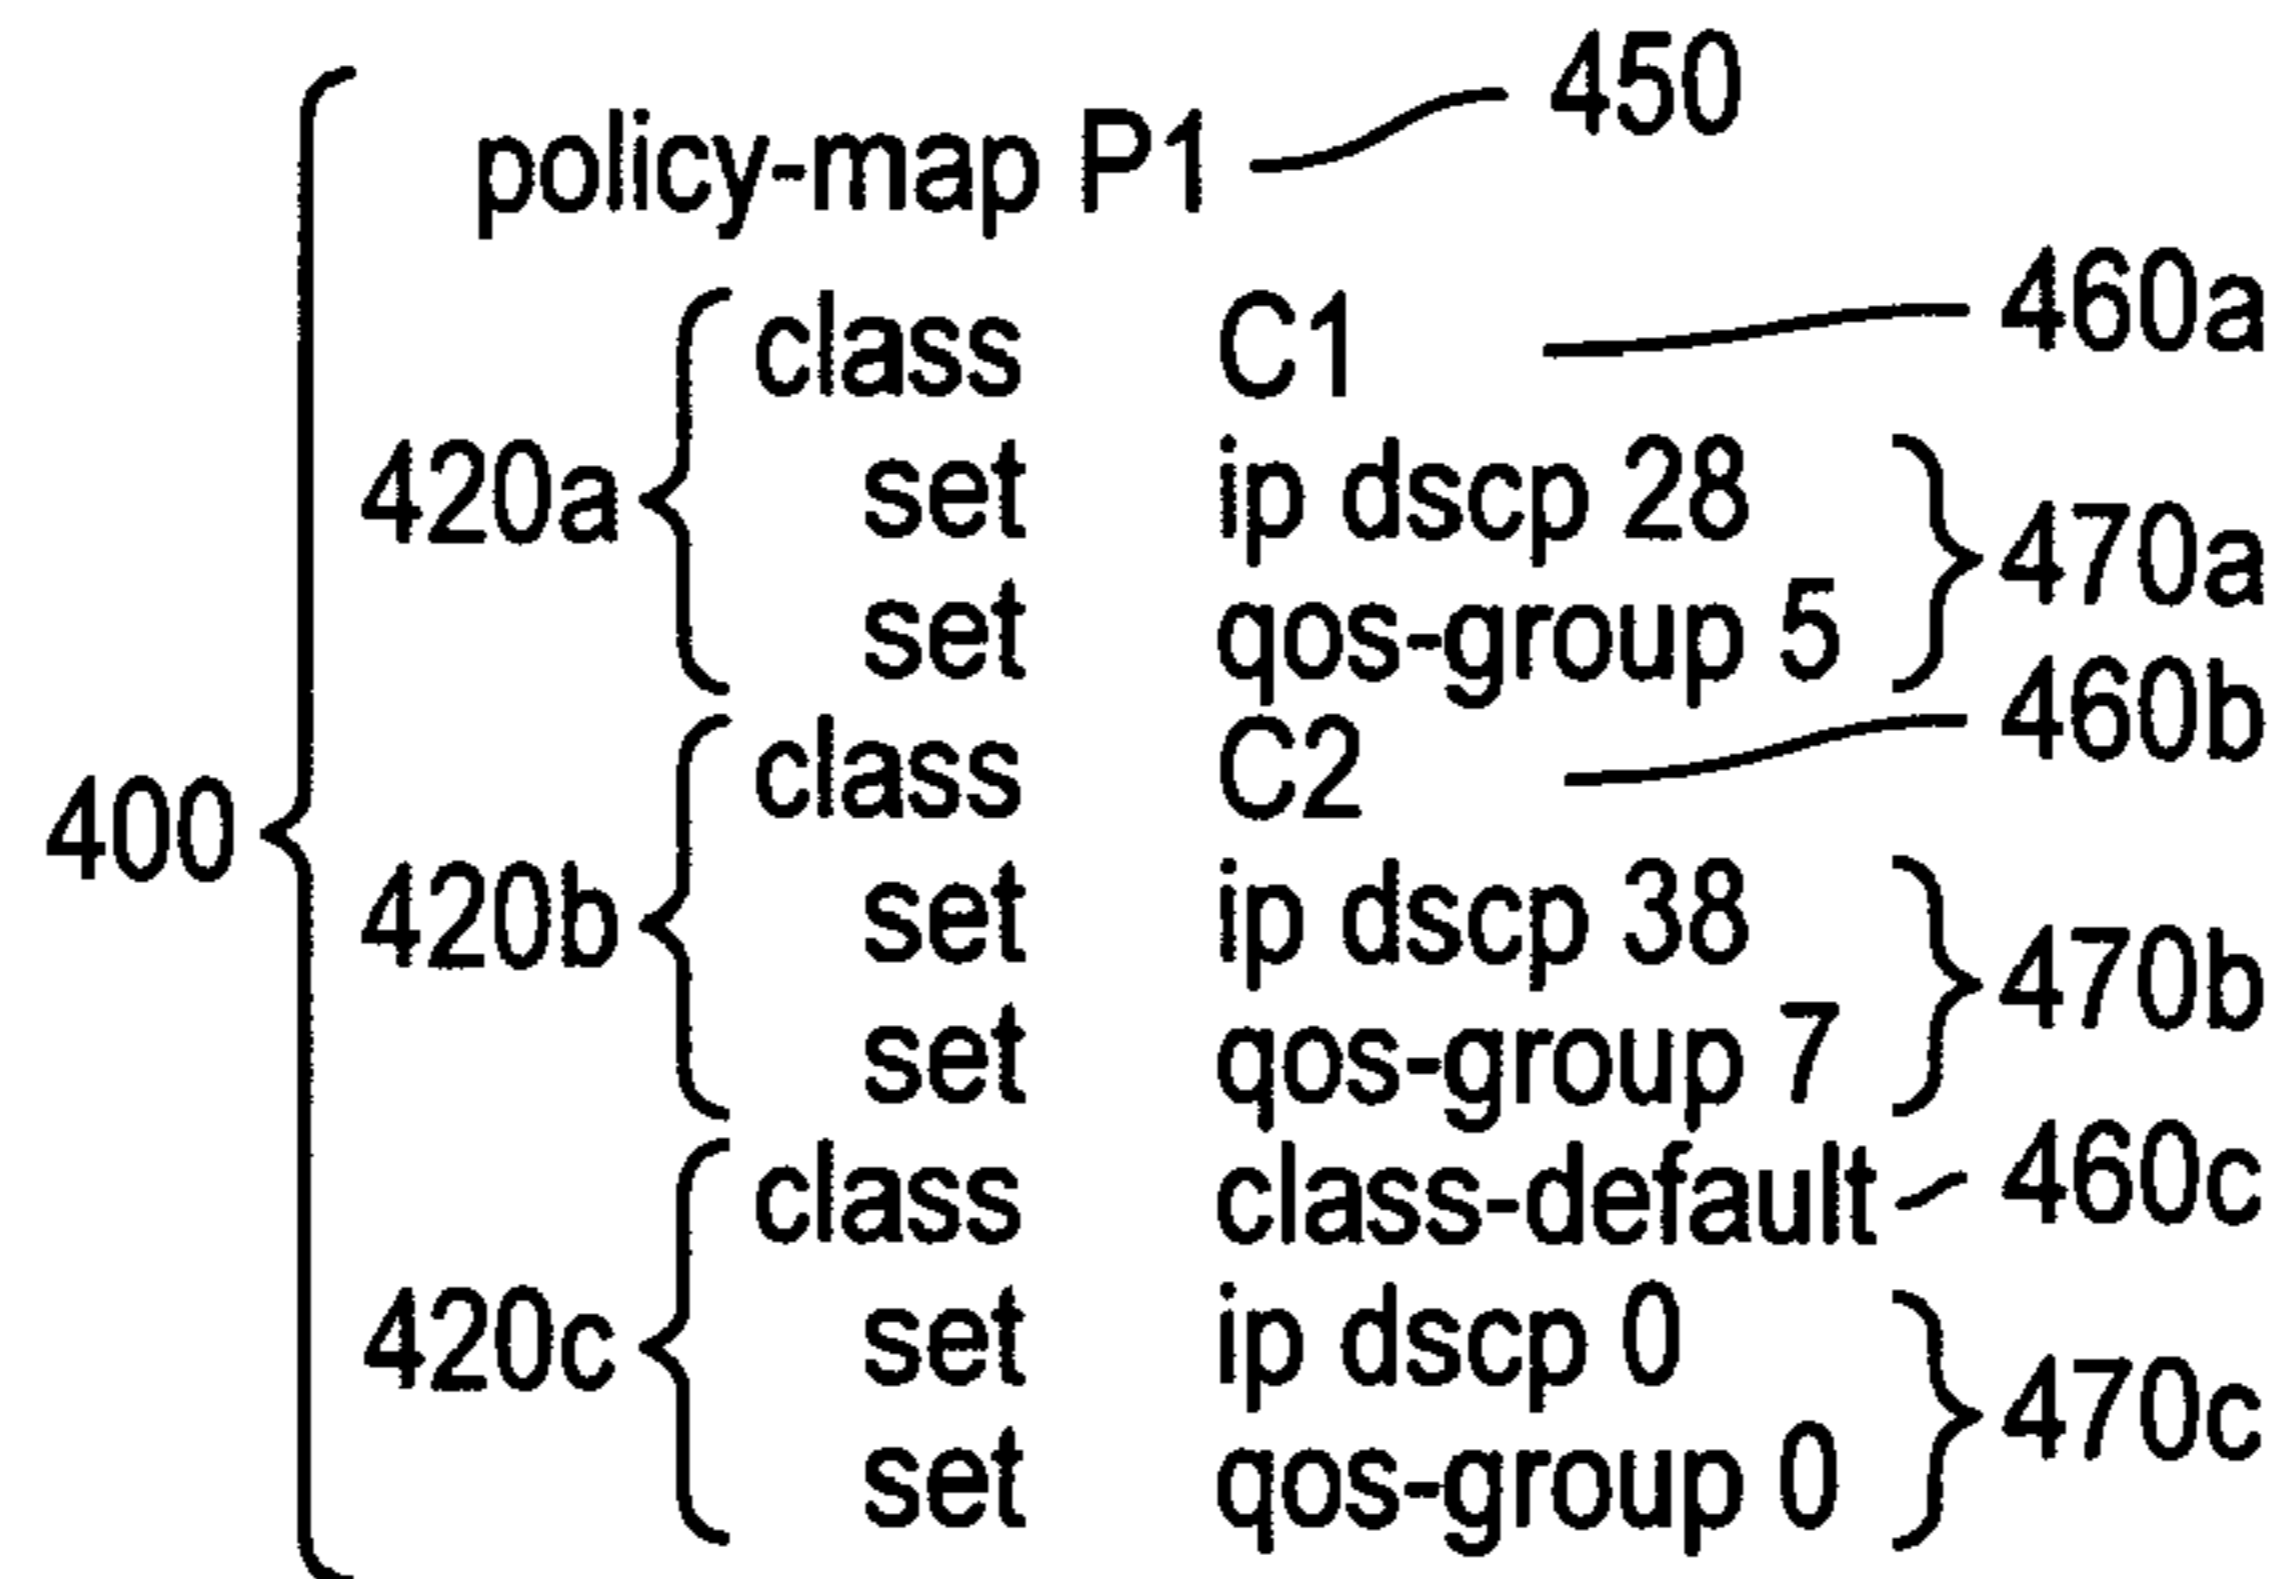 policy-map P1 450
class C1 460a
420a set ip dscp 28
set qos-group 5 470a
class C2 460b
400
420b set ip dscp 38
set qos-group 7 470b
class class-default 460c
420c set ip dscp 0
set qos-group 0 470c